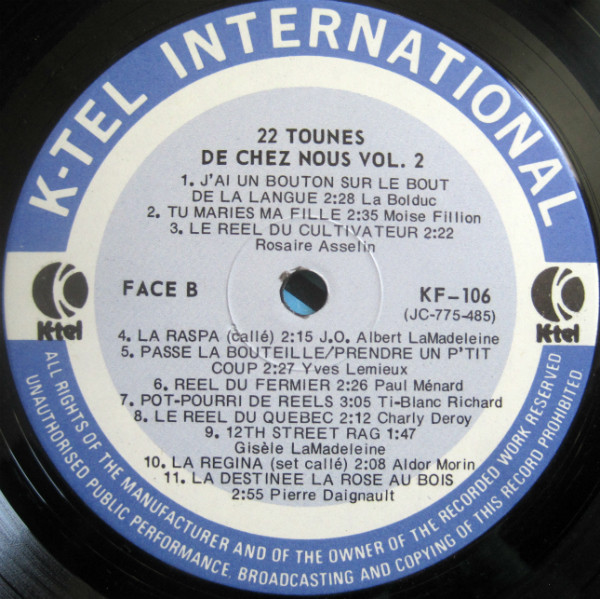 K-TEL INTERNATIONAL
22 TOUNES
DE CHEZ NOUS VOL. 2
1. J'AI UN BOUTON SUR LE BOUT
DE LA LANGUE 2:28 La Bolduc
2. TU MARIES MA FILLE 2:35 Moise Fillion
3. LE REEL DU CULTIVATEUR 2:22
Rosaire Asselin
K-tel
FACE B
KF-106
(JC-775-485)
K-tel
4. LA RASPA (callé) 2:15 J.O. Albert LaMadeleine
5. PASSE LA BOUTEILLE/PRENDRE UN P'TIT
COUP 2:27 Yves Lemieux
6. REEL DU FERMIER 2:26 Paul Ménard
7. POT-POURRI DE REELS 3:05 Ti-Blanc Richard
8. LE REEL DU QUEBEC 2:12 Charly Deroy
9. 12TH STREET RAG 1:47
Gisèle LaMadeleine
10. LA REGINA (set callé) 2:08 Aldor Morin
11. LA DESTINEE LA ROSE AU BOIS
2:55 Pierre Daignault
ALL RIGHTS OF THE MANUFACTURER AND OF THE OWNER OF THE RECORDED WORK RESERVED
UNAUTHORISED PUBLIC PERFORMANCE, BROADCASTING AND COPYING OF THIS RECORD PROHIBITED